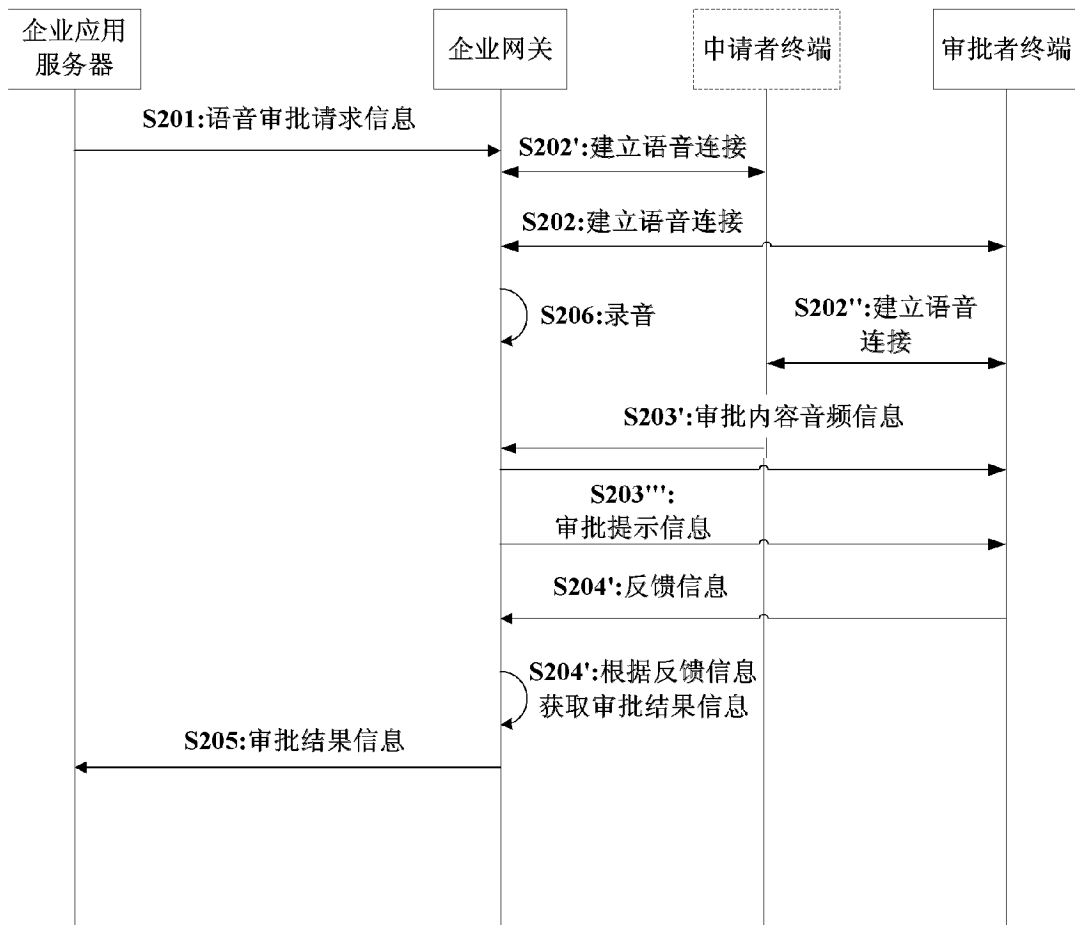 企业应用
服务器
企业网关
中请者终端
审批者终端
S201:语音审批请求信息
S202':建立语音连接
S202:建立语音连接
S206:录音
S202'':建立语音
连接
S203':审批内容音频信息
S203''':
审批提示信息
S204':反馈信息
S204':根据反馈信息
获取审批结果信息
S205:审批结果信息